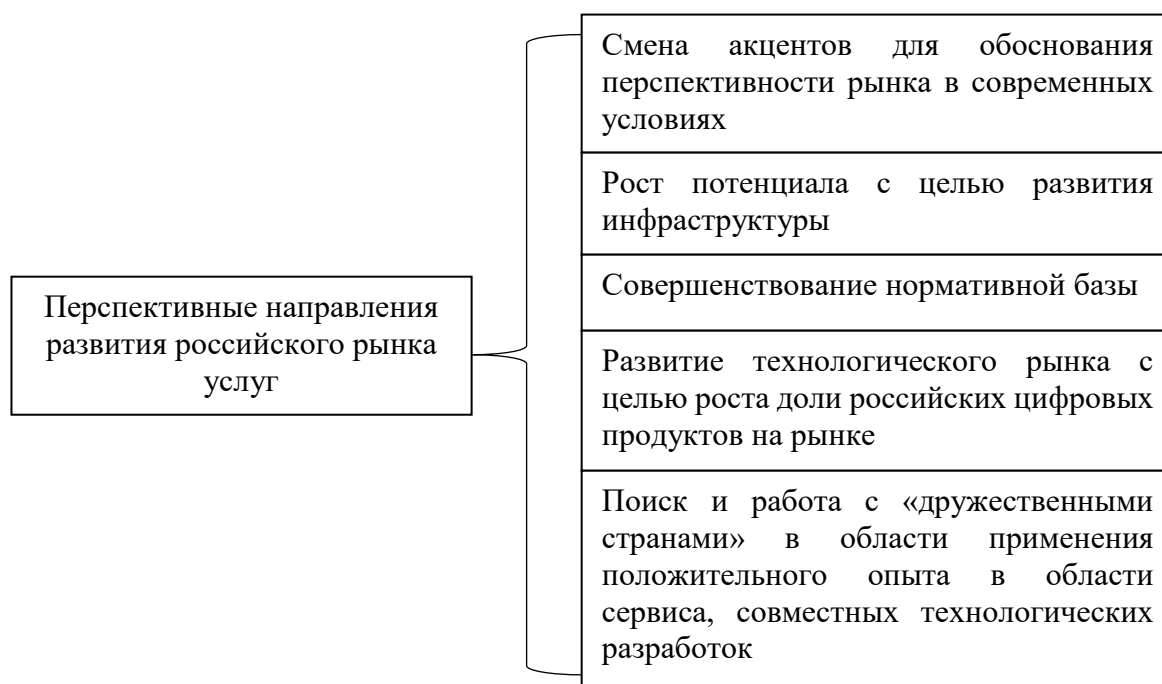 Перспективные направления
развития российского рынка
услуг
Смена акцентов для обоснования
перспективности рынка в современных
условиях
Рост потенциала с целью развития
инфраструктуры
Совершенствование нормативной базы
Развитие технологического рынка с
целью роста доли российских цифровых
продуктов на рынке
Поиск и работа с «дружественными
странами» в области применения
положительного опыта в области
сервиса, совместных технологических
разработок